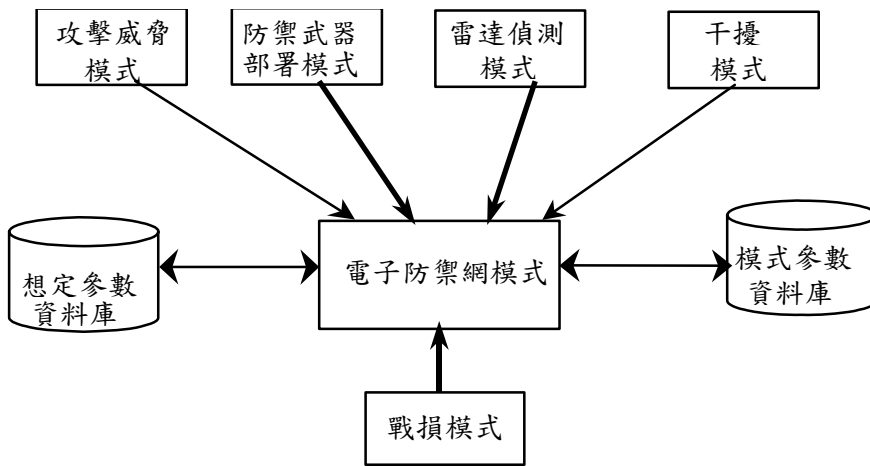 攻擊威脅
模式
防禦武器
部署模式
雷達偵測
模式
干擾
模式
想定參數
資料庫
電子防禦網模式
模式參數
資料庫
戰損模式